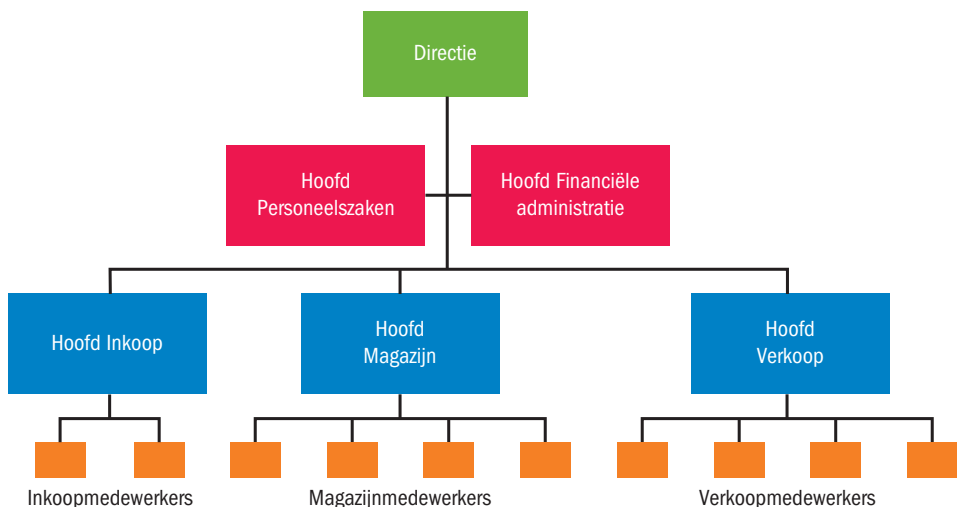 Directie
Hoofd
Personeelszaken
Hoofd Financiële
administratie
Hoofd Inkoop
Hoofd
Magazijn
Hoofd
Verkoop
Inkoopmedewerkers
Magazijnmedewerkers
Verkoopmedewerkers